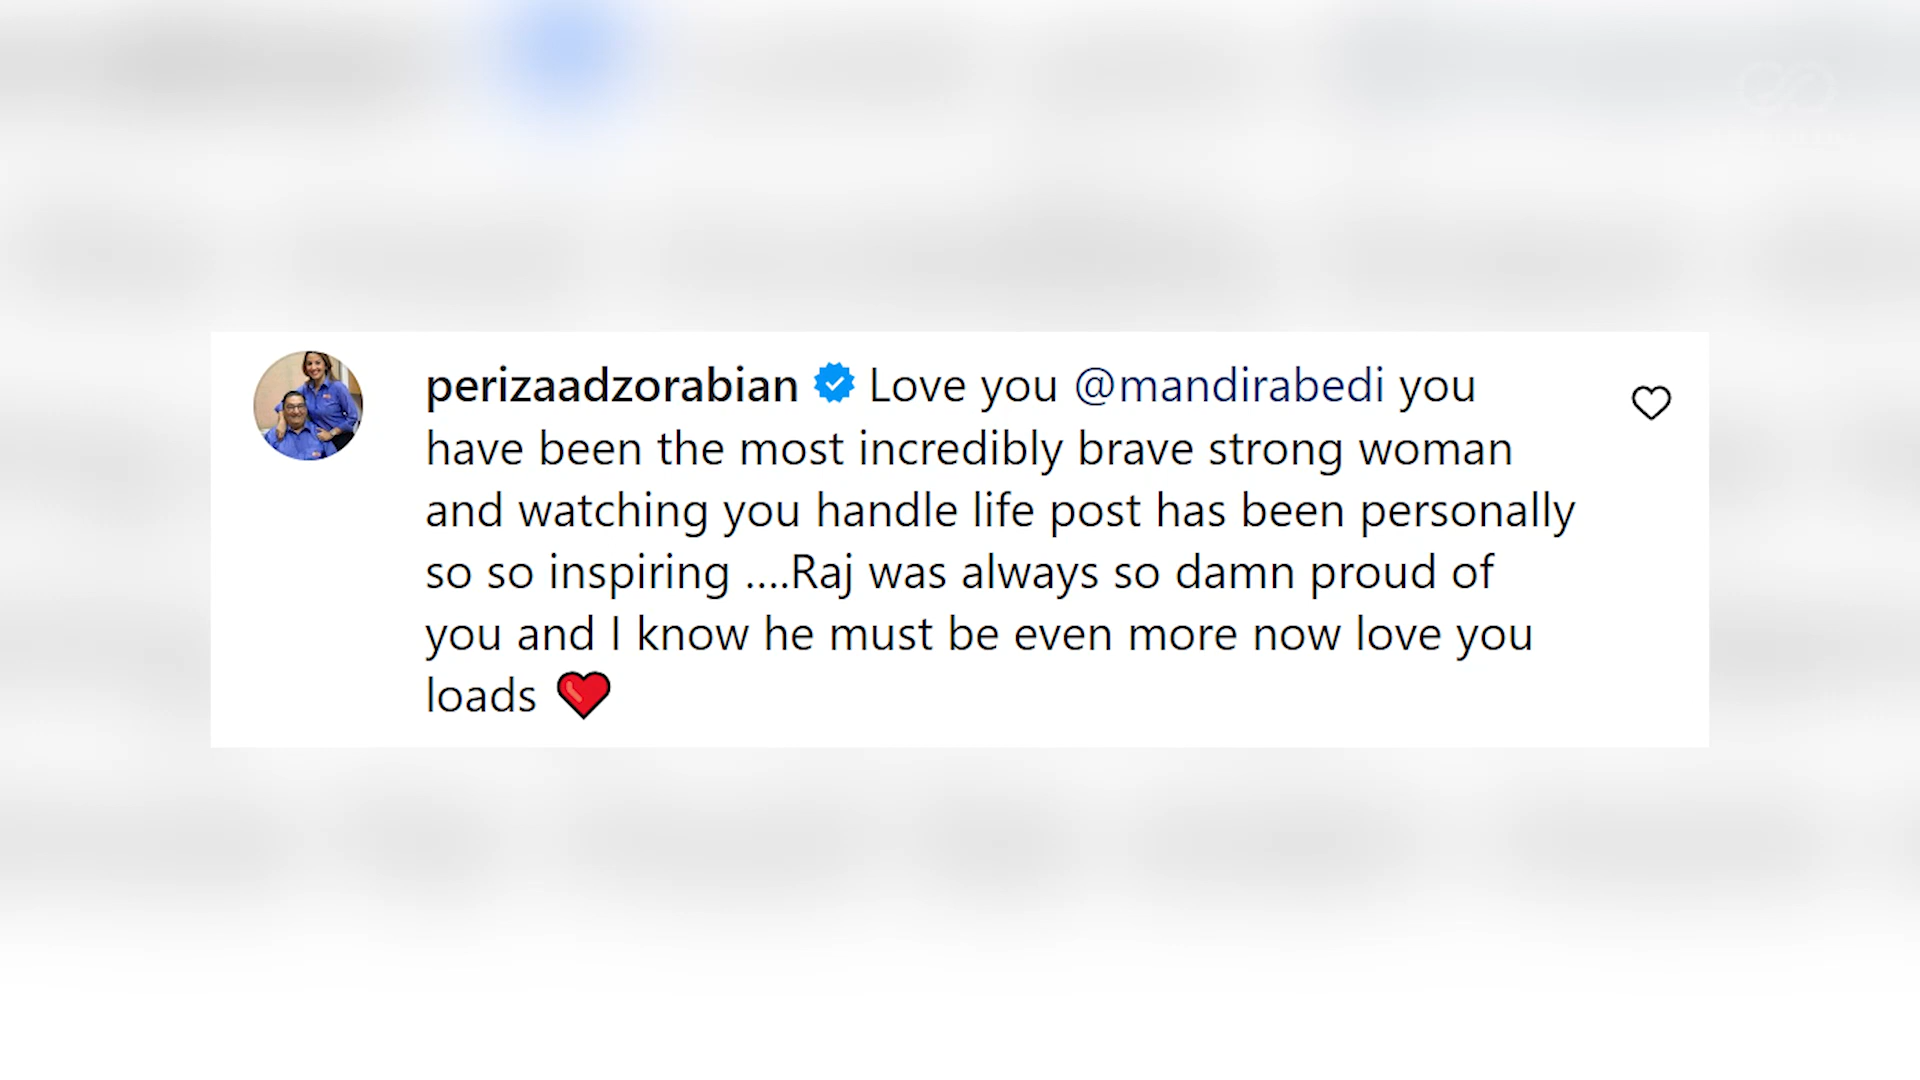 perizaadzorabian Love you @mandirabedi you
have been the most incredibly brave strong woman
and watching you handle life post has been personally
so so inspiring ....Raj was always so damn proud of
you and I know he must be even more now love you
loads ❤️